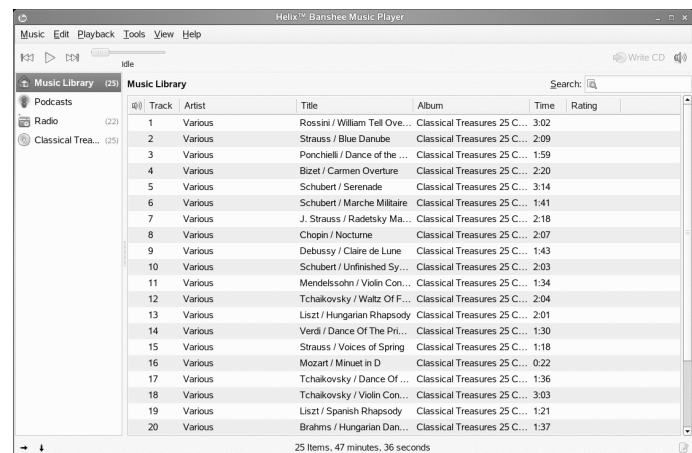 Helix™ Banshee Music Player
Music Edit Playback Tools View Help
Idle
Write CD
Music Library (25)
Podcasts
Radio (22)
Classical Trea... (25)
Music Library
Search:
Track Artist Title Album Time Rating
1 Various Rossini / William Tell Ove... Classical Treasures 25 C... 3:02
2 Various Strauss / Blue Danube Classical Treasures 25 C... 2:09
3 Various Ponchielli / Dance of the ... Classical Treasures 25 C... 1:59
4 Various Bizet / Carmen Overture Classical Treasures 25 C... 2:20
5 Various Schubert / Serenade Classical Treasures 25 C... 3:14
6 Various Schubert / Marche Militaire Classical Treasures 25 C... 1:41
7 Various J. Strauss / Radetsky Ma... Classical Treasures 25 C... 2:18
8 Various Chopin / Nocturne Classical Treasures 25 C... 2:07
9 Various Debussy / Claire de Lune Classical Treasures 25 C... 1:43
10 Various Schubert / Unfinished Sy... Classical Treasures 25 C... 2:03
11 Various Mendelssohn / Violin Con... Classical Treasures 25 C... 1:34
12 Various Tchaikovsky / Waltz Of F... Classical Treasures 25 C... 2:04
13 Various Liszt / Hungarian Rhapsody Classical Treasures 25 C... 2:01
14 Various Verdi / Dance Of The Pri... Classical Treasures 25 C... 1:30
15 Various Strauss / Voices of Spring Classical Treasures 25 C... 1:18
16 Various Mozart / Minuet in D Classical Treasures 25 C... 0:22
17 Various Tchaikovsky / Dance Of ... Classical Treasures 25 C... 1:36
18 Various Tchaikovsky / Violin Con... Classical Treasures 25 C... 3:03
19 Various Liszt / Spanish Rhapsody Classical Treasures 25 C... 1:21
20 Various Brahms / Hungarian Dan... Classical Treasures 25 C... 1:37
25 Items, 47 minutes, 36 seconds